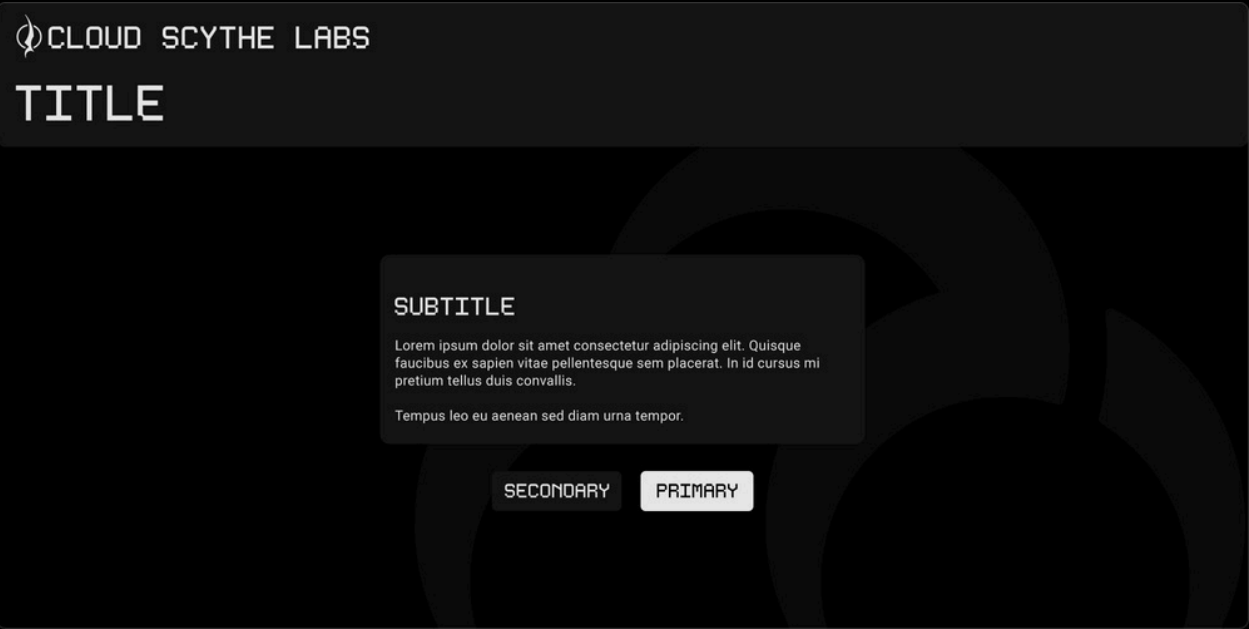 CLOUD SCYTHE LABS
TITLE
SUBTITLE
Lorem ipsum dolor sit amet consectetur adipiscing elit. Quisque
faucibus ex sapien vitae pellentesque sem placerat. In id cursus mi
pretium tellus duis convallis.
Tempus leo eu aenean sed diam urna tempor.
SECONDARY
PRIMARY